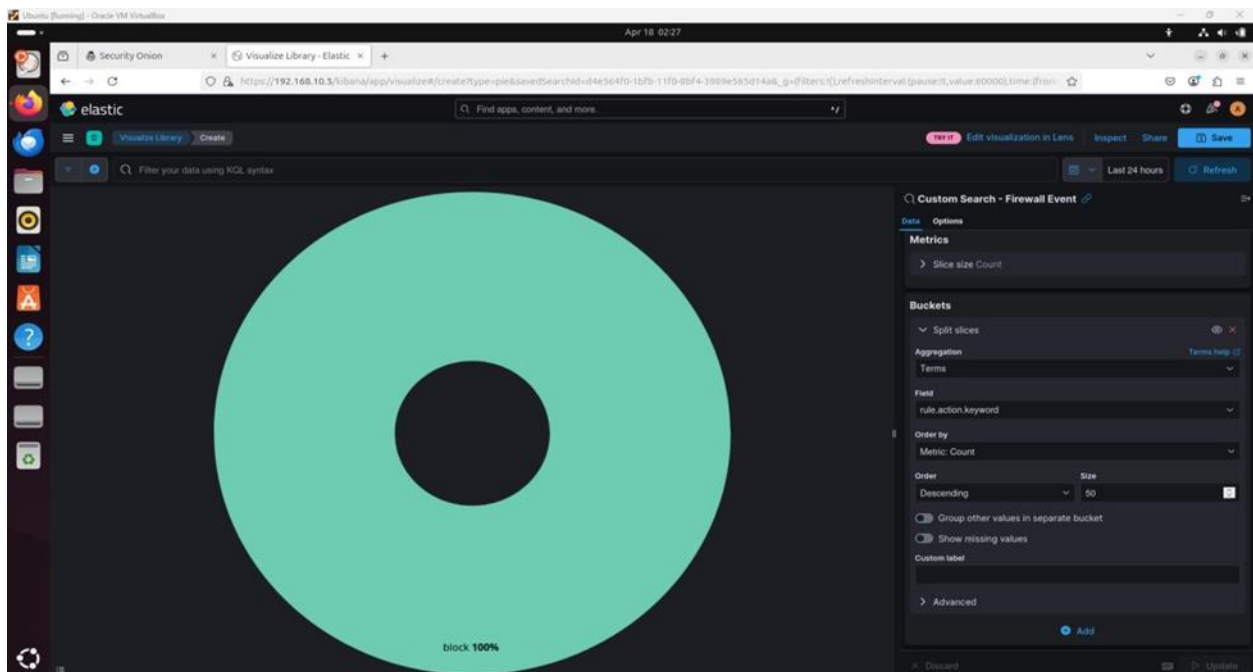 Ubuntu [Running] - Oracle VM VirtualBox
Apr 18 02:27
Security Onion
Visualize Library - Elastic
elastic
Find apps, content, and more.
Visualize Library
Create
TRY IT
Edit visualization in Lens
Inspect
Share
Save
Filter your data using KQL syntax
Last 24 hours
Refresh
Custom Search - Firewall Event
Data
Options
Metrics
Slice size Count
Buckets
Split slices
Aggregation
Terms help
Terms
Field
rule.action.keyword
Order by
Metric: Count
Order
Size
Descending
50
Group other values in separate bucket
Show missing values
Custom label
Advanced
Add
block 100%
Discard
Update